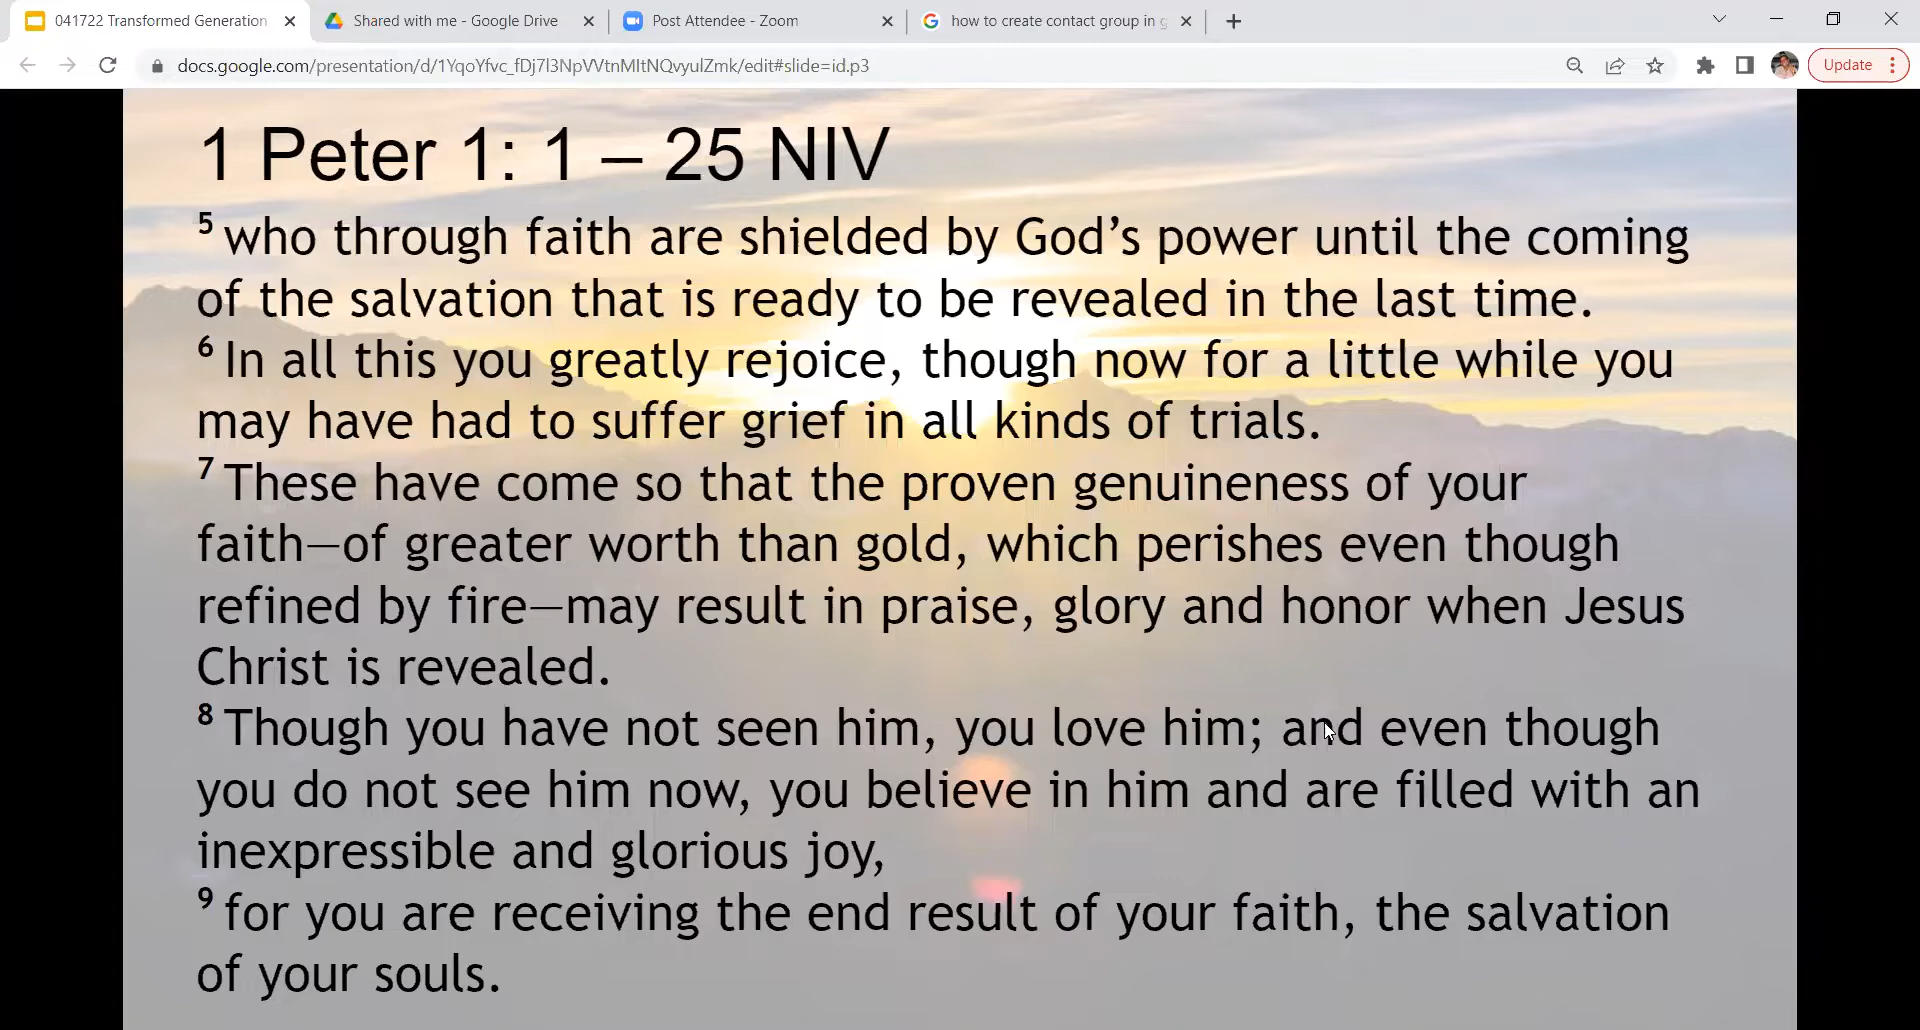 041722 Transformed Generation
Shared with me - Google Drive
Post Attendee - Zoom
how to create contact group in g
docs.google.com/presentation/d/1YqoYfvc_fDj7l3NpVVtnMItNQvyulZmk/edit#slide=id.p3
Update
1 Peter 1: 1 – 25 NIV
5 who through faith are shielded by God’s power until the coming
of the salvation that is ready to be revealed in the last time.
6 In all this you greatly rejoice, though now for a little while you
may have had to suffer grief in all kinds of trials.
7 These have come so that the proven genuineness of your
faith—of greater worth than gold, which perishes even though
refined by fire—may result in praise, glory and honor when Jesus
Christ is revealed.
8 Though you have not seen him, you love him; and even though
you do not see him now, you believe in him and are filled with an
inexpressible and glorious joy,
9 for you are receiving the end result of your faith, the salvation
of your souls.